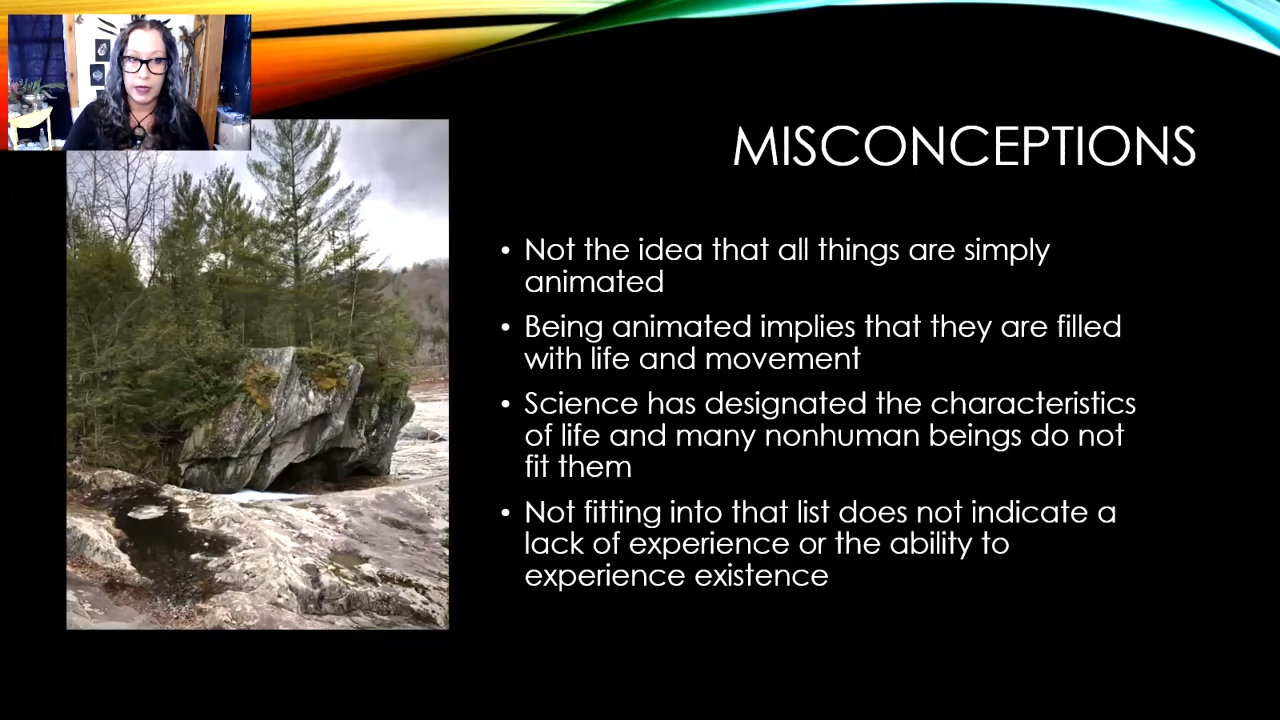 MISCONCEPTIONS
• Not the idea that all things are simply
animated
• Being animated implies that they are filled
with life and movement
• Science has designated the characteristics
of life and many nonhuman beings do not
fit them
• Not fitting into that list does not indicate a
lack of experience or the ability to
experience existence